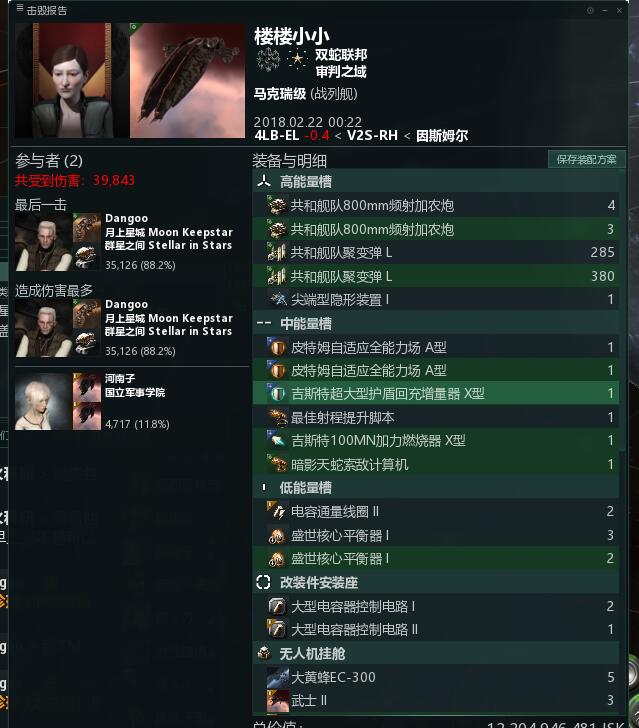 击毁报告
楼楼小小
双蛇联邦
审判之域
马克瑞级 (战列舰)
2018.02.22 00:22
4LB-EL -0.4 < V2S-RH < 因斯姆尔
参与者 (2)
共受到伤害：39,843
最后一击
Dangoo
月上星城 Moon Keepstar
群星之间 Stellar in Stars
35,126 (88.2%)
造成伤害最多
Dangoo
月上星城 Moon Keepstar
群星之间 Stellar in Stars
35,126 (88.2%)
河南子
国立军事学院
4,717 (11.8%)
装备与明细
保存装配方案
高能量槽
共和舰队800mm频射加农炮 4
共和舰队800mm频射加农炮 3
共和舰队聚变弹 L 285
共和舰队聚变弹 L 380
尖端型隐形装置 I 1
中能量槽
皮特姆自适应全能力场 A型 1
皮特姆自适应全能力场 A型 1
吉斯特超大型护盾回充增量器 X型 1
最佳射程提升脚本 1
吉斯特100MN加力燃烧器 X型 1
暗影天蛇索敌计算机 1
低能量槽
电容通量线圈 II 2
盛世核心平衡器 I 3
盛世核心平衡器 I 2
改装件安装座
大型电容器控制电路 I 2
大型电容器控制电路 II 1
无人机挂舱
大黄蜂EC-300 5
武士 II 3
总价值：